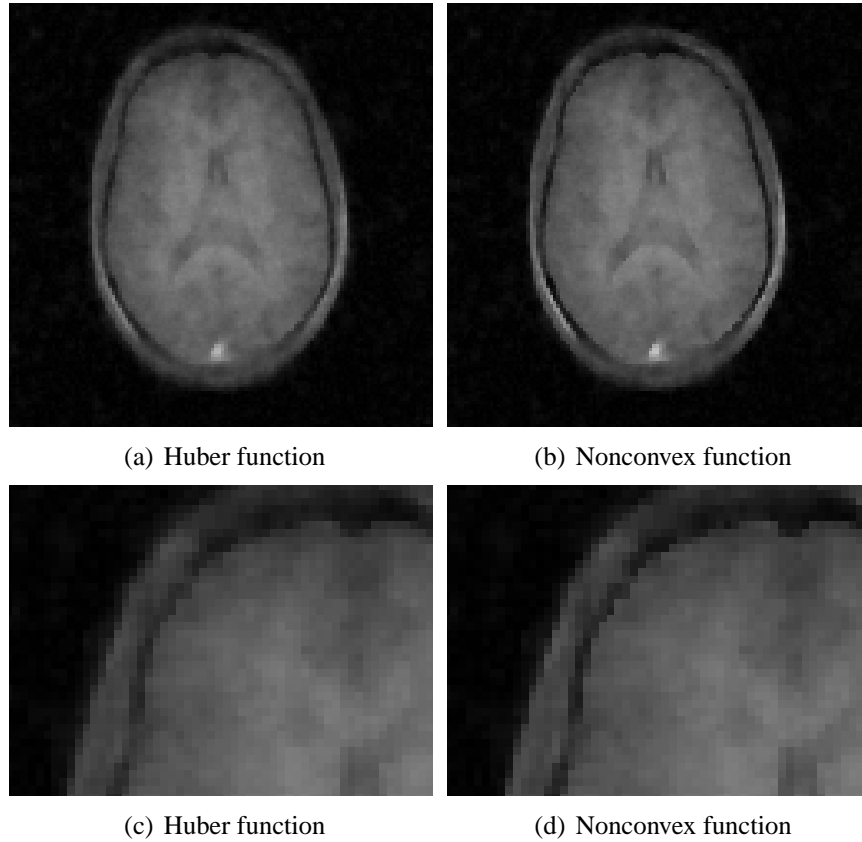 (a) Huber function
(b) Nonconvex function
(c) Huber function
(d) Nonconvex function